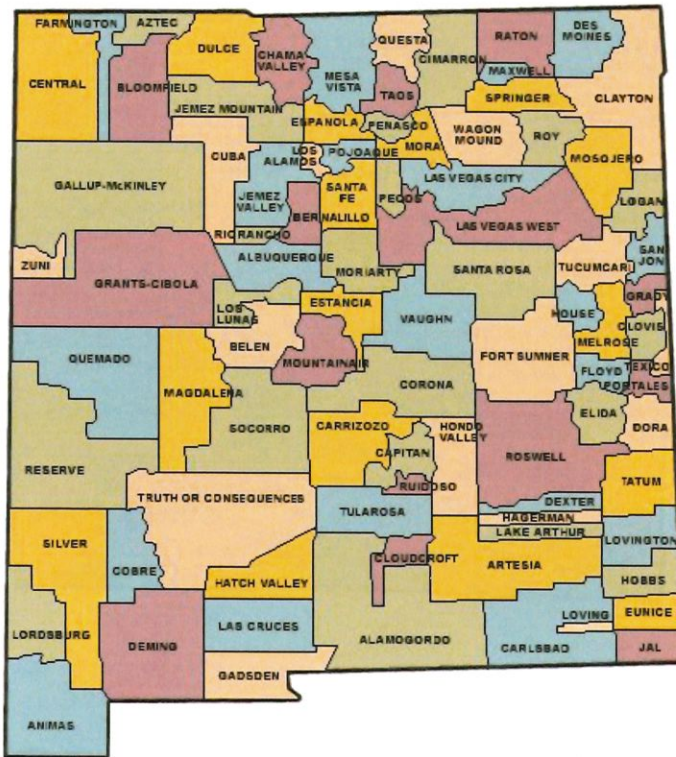 FARMINGTON
AZTEC
DULCE
CHAMA
VALLEY
QUESTA
CIMARRON
RATON
DES
MOINES
CENTRAL
BLOOMFIELD
MESA
VISTA
TAOS
MAXWELL
SPRINGER
CLAYTON
JEMEZ MOUNTAIN
ESPANOLA
PENASCO
WAGON
MOUND
ROY
CUBA
LOS
ALAMOS
POJOAQUE
MORA
MOSQJERO
GALLUP-McKINLEY
JEMEZ
VALLEY
BERNALILLO
SANTA
FE
PECOS
LAS VEGAS CITY
LOGAN
RIO RANCHO
LAS VEGAS WEST
ZUNI
GRANTS-CIBOLA
ALBUQUERQUE
MORIARTY
SANTA ROSA
TUCUMCARI
SAN
JON
LOS
LUNAS
ESTANCIA
VAUGHN
HOUSE
GRADY
CLOVIS
QUEMADO
BELEN
MOUNTAINAIR
FORT SUMNER
MELROSE
TEXICO
MAGDALENA
CORONA
FLOYD
PORTALES
SOCORRO
CARRIZOZO
HONDO
VALLEY
ELIDA
DORA
RESERVE
CAPITAN
ROSWELL
TRUTH OR CONSEQUENCES
RUIDOSO
TATUM
TULAROSA
DEXTER
HAGERMAN
LAKE ARTHUR
SILVER
CLOUDCROFT
LOVINGTON
COBRE
HATCH VALLEY
ARTESIA
HOBBS
LORDSBURG
LAS CRUCES
LOVING
EUNICE
DEMING
ALAMOGORDO
CARLSBAD
JAL
GADSDEN
ANIMAS